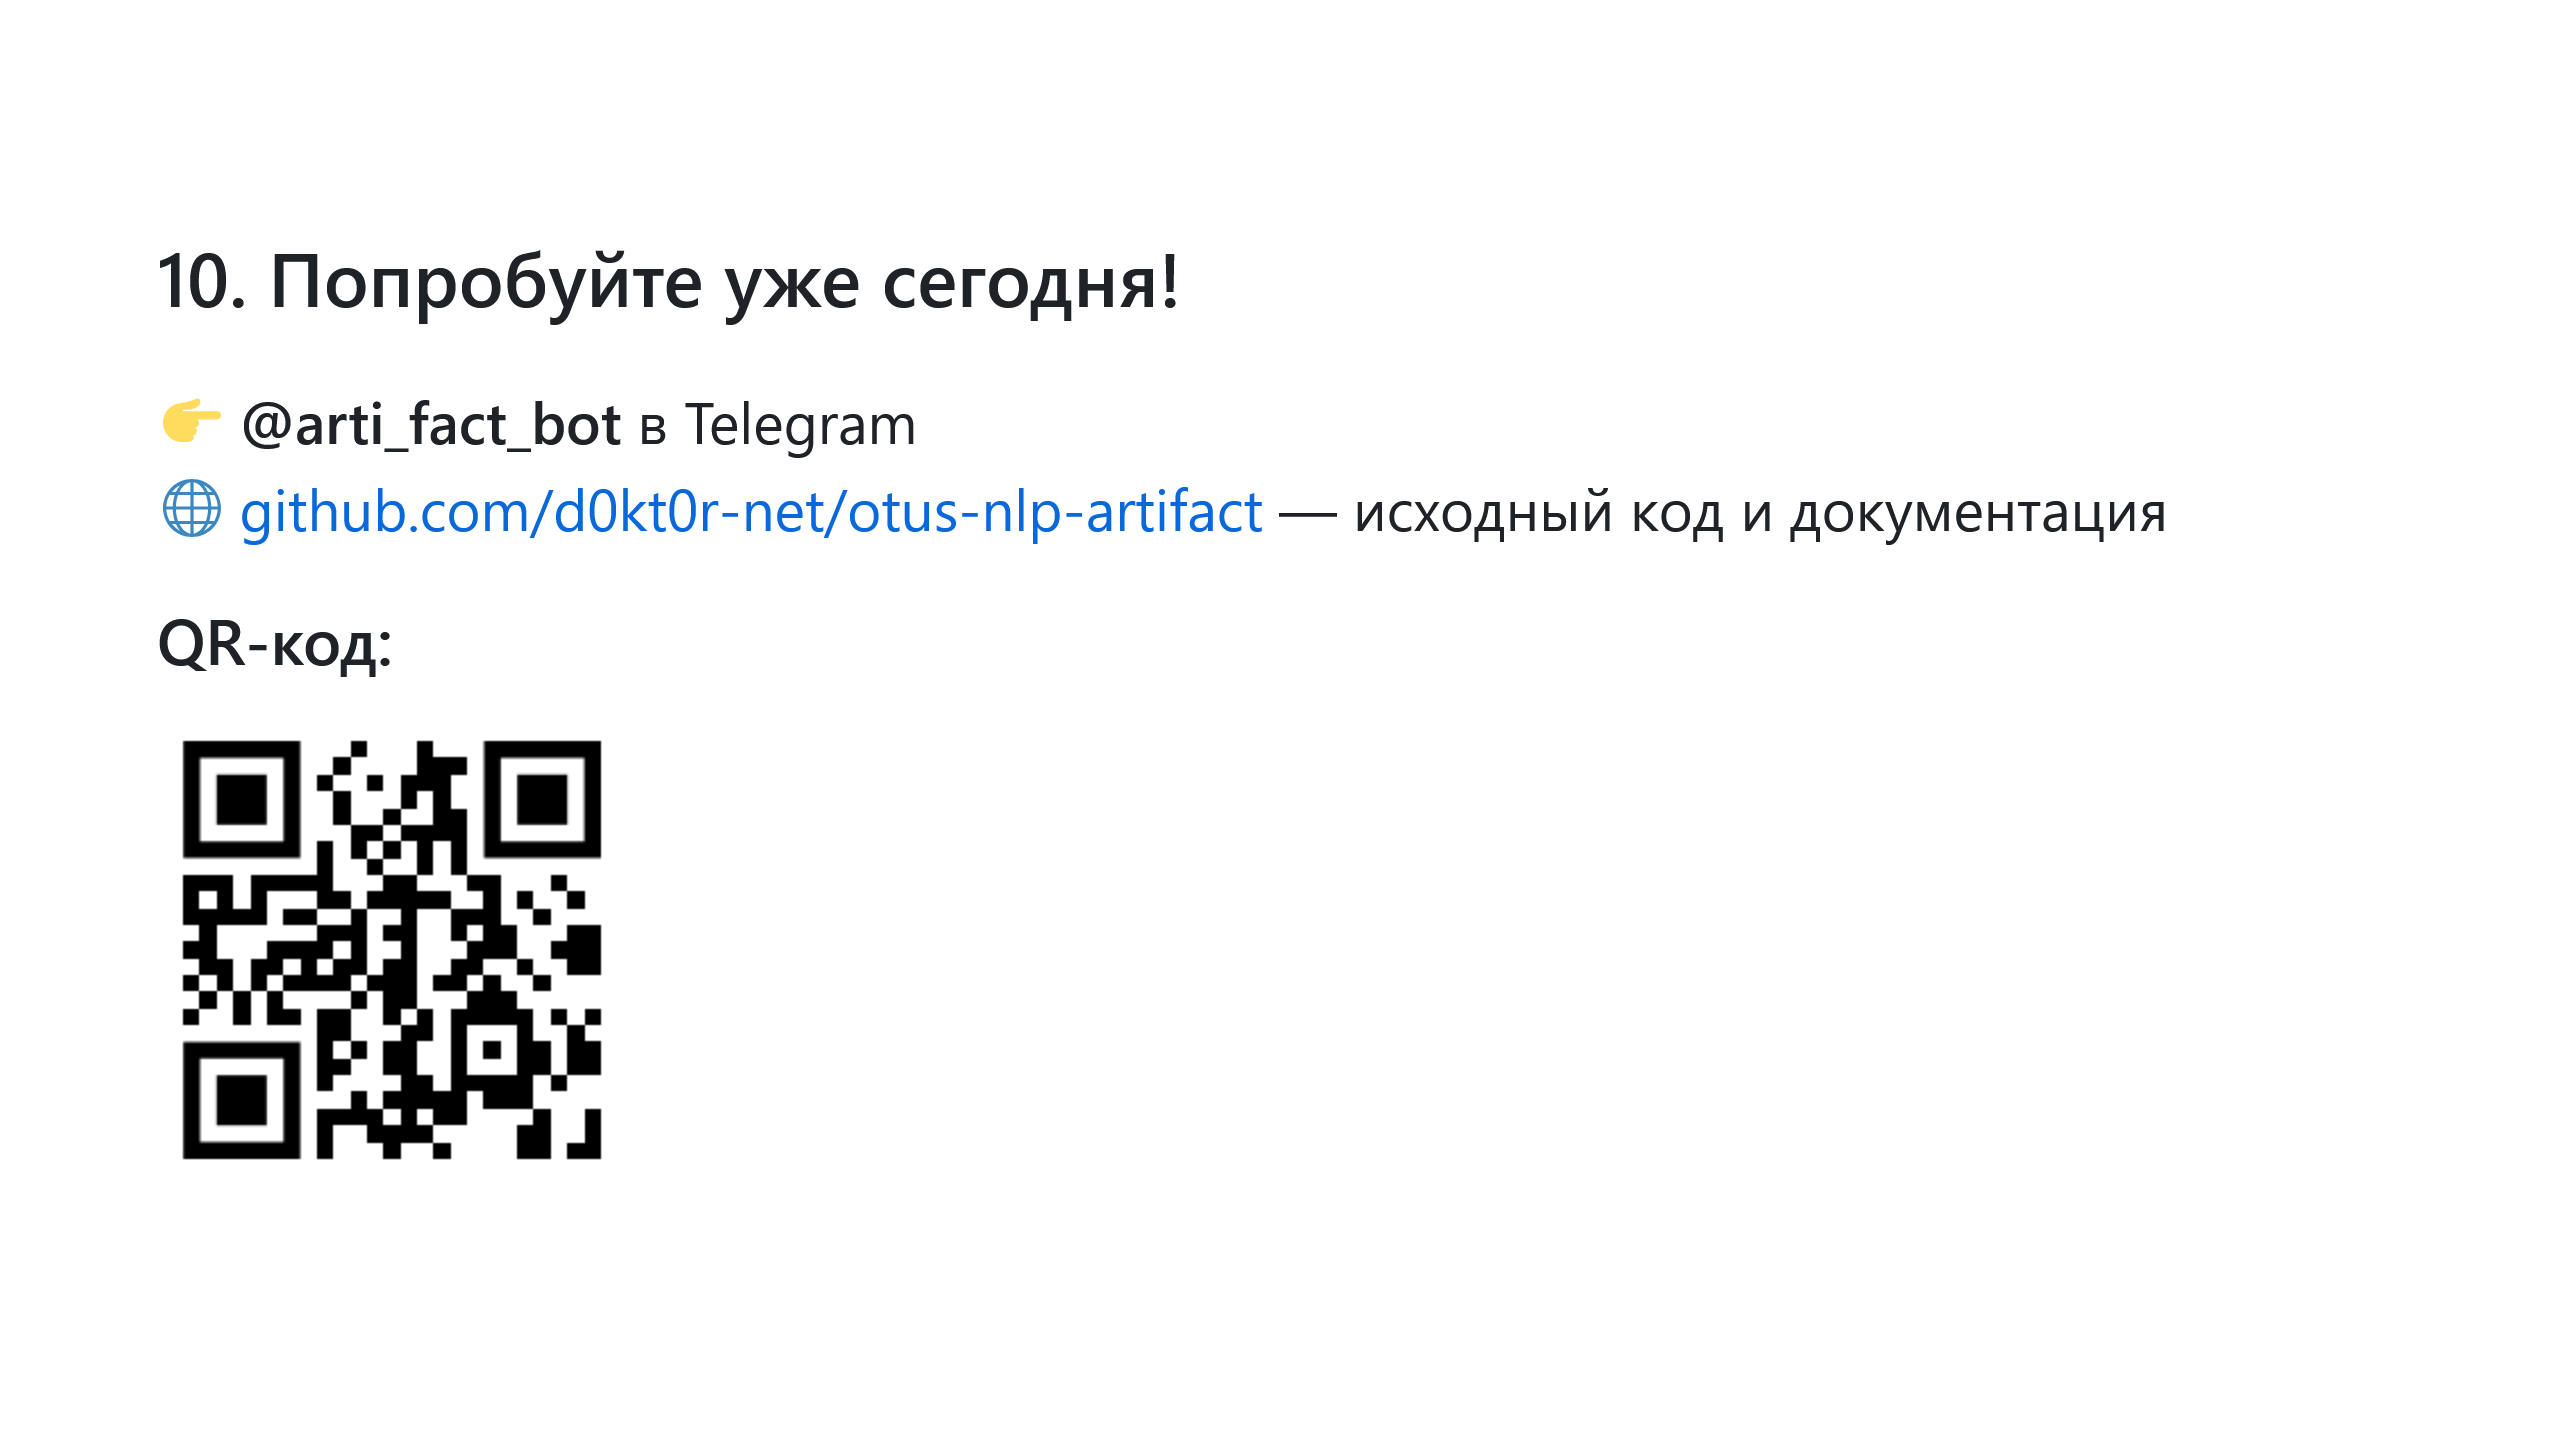 10. Попробуйте уже сегодня!
👉 @arti_fact_bot в Telegram
🌐 github.com/d0kt0r-net/otus-nlp-artifact — исходный код и документация
QR-код: